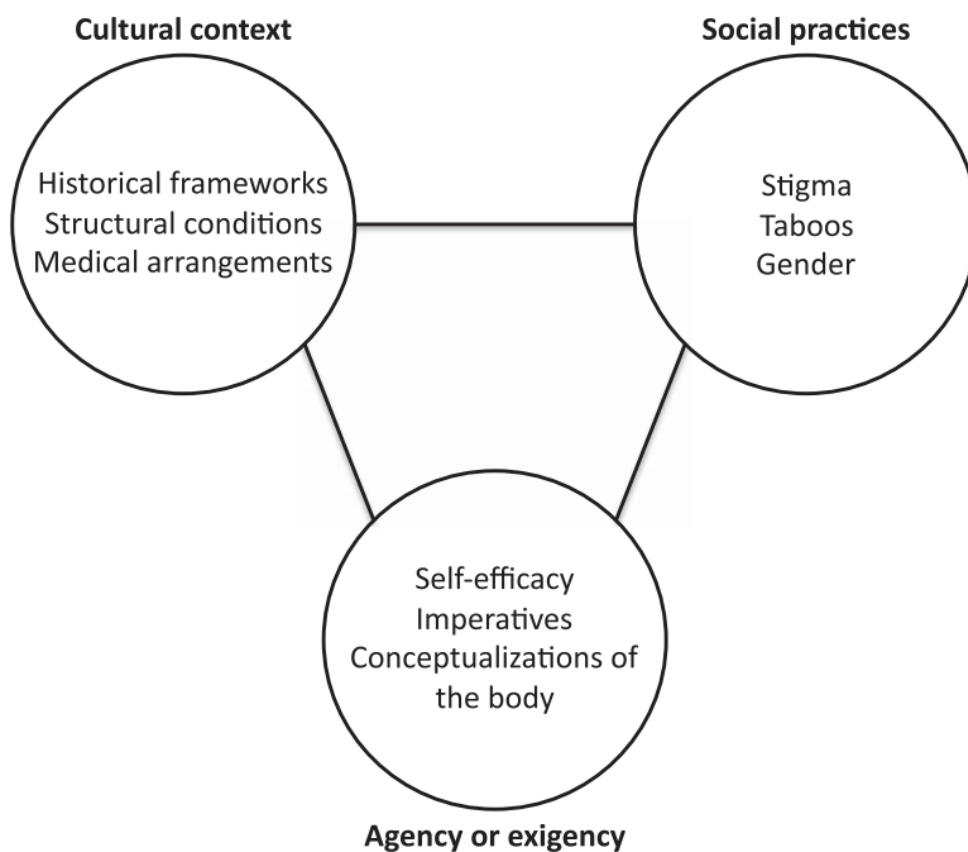 Cultural context
Historical frameworks
Structural conditions
Medical arrangements
Social practices
Stigma
Taboos
Gender
Self-efficacy
Imperatives
Conceptualizations of
the body
Agency or exigency